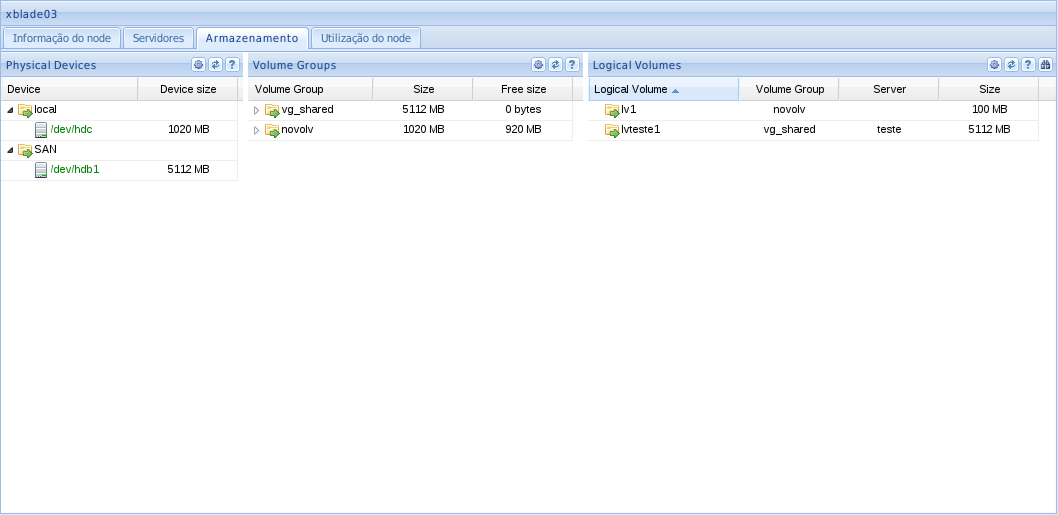 xblade03
Informação do node Servidores Armazenamento Utilização do node
Physical Devices ? Volume Groups ? Logical Volumes ?
Device Device size Volume Group Size Free size Logical Volume Volume Group Server Size
local vg_shared 5112 MB 0 bytes lv1 novolv 100 MB
/dev/hdc 1020 MB novolv 1020 MB 920 MB lvteste1 vg_shared teste 5112 MB
SAN
/dev/hdb1 5112 MB